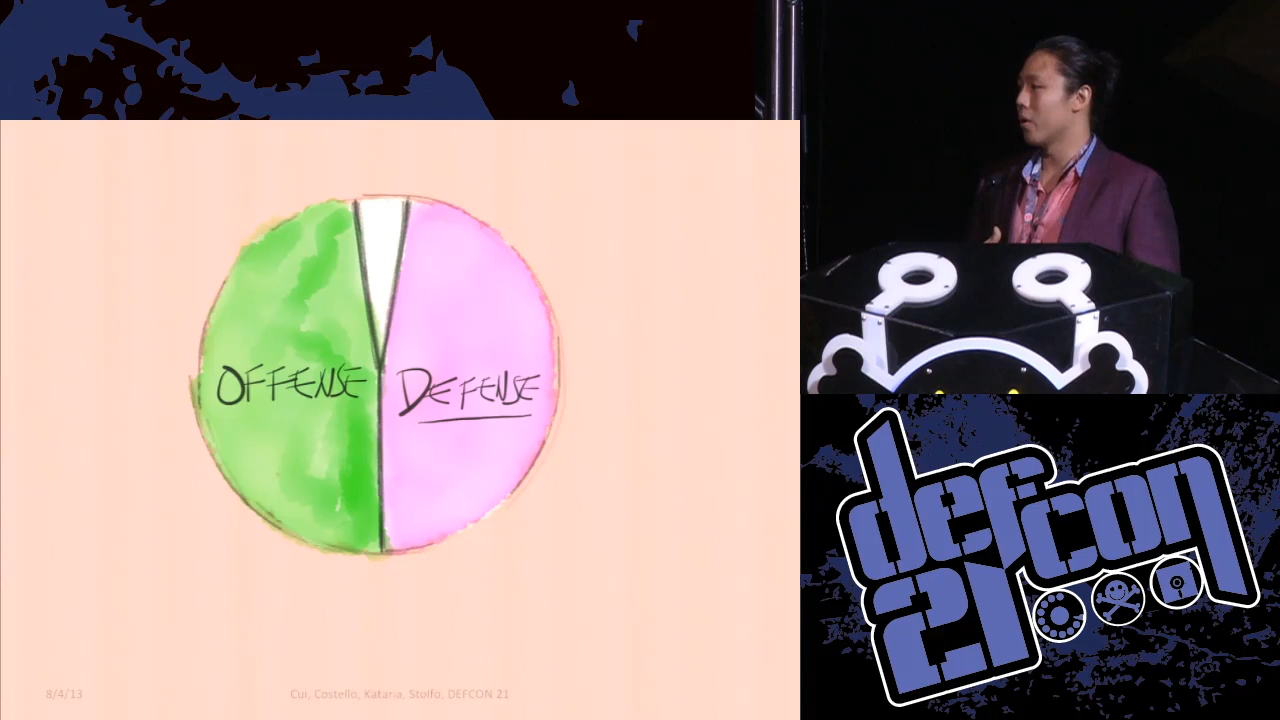 OFFENSE
DEFENSE
8/4/13
Cui, Costello, Kataria, Stolfo, DEFCON 21
defcon
21